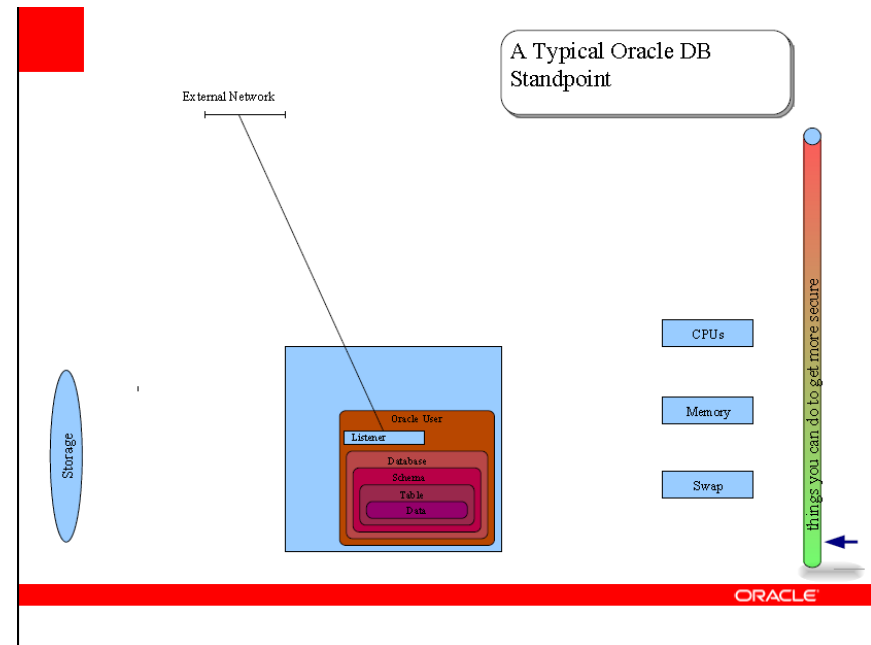 A Typical Oracle DB
Standpoint
External Network
things you can do to get more secure
CPUs
Memory
Swap
Storage
Oracle User
Listener
Database
Schema
Table
Data
ORACLE